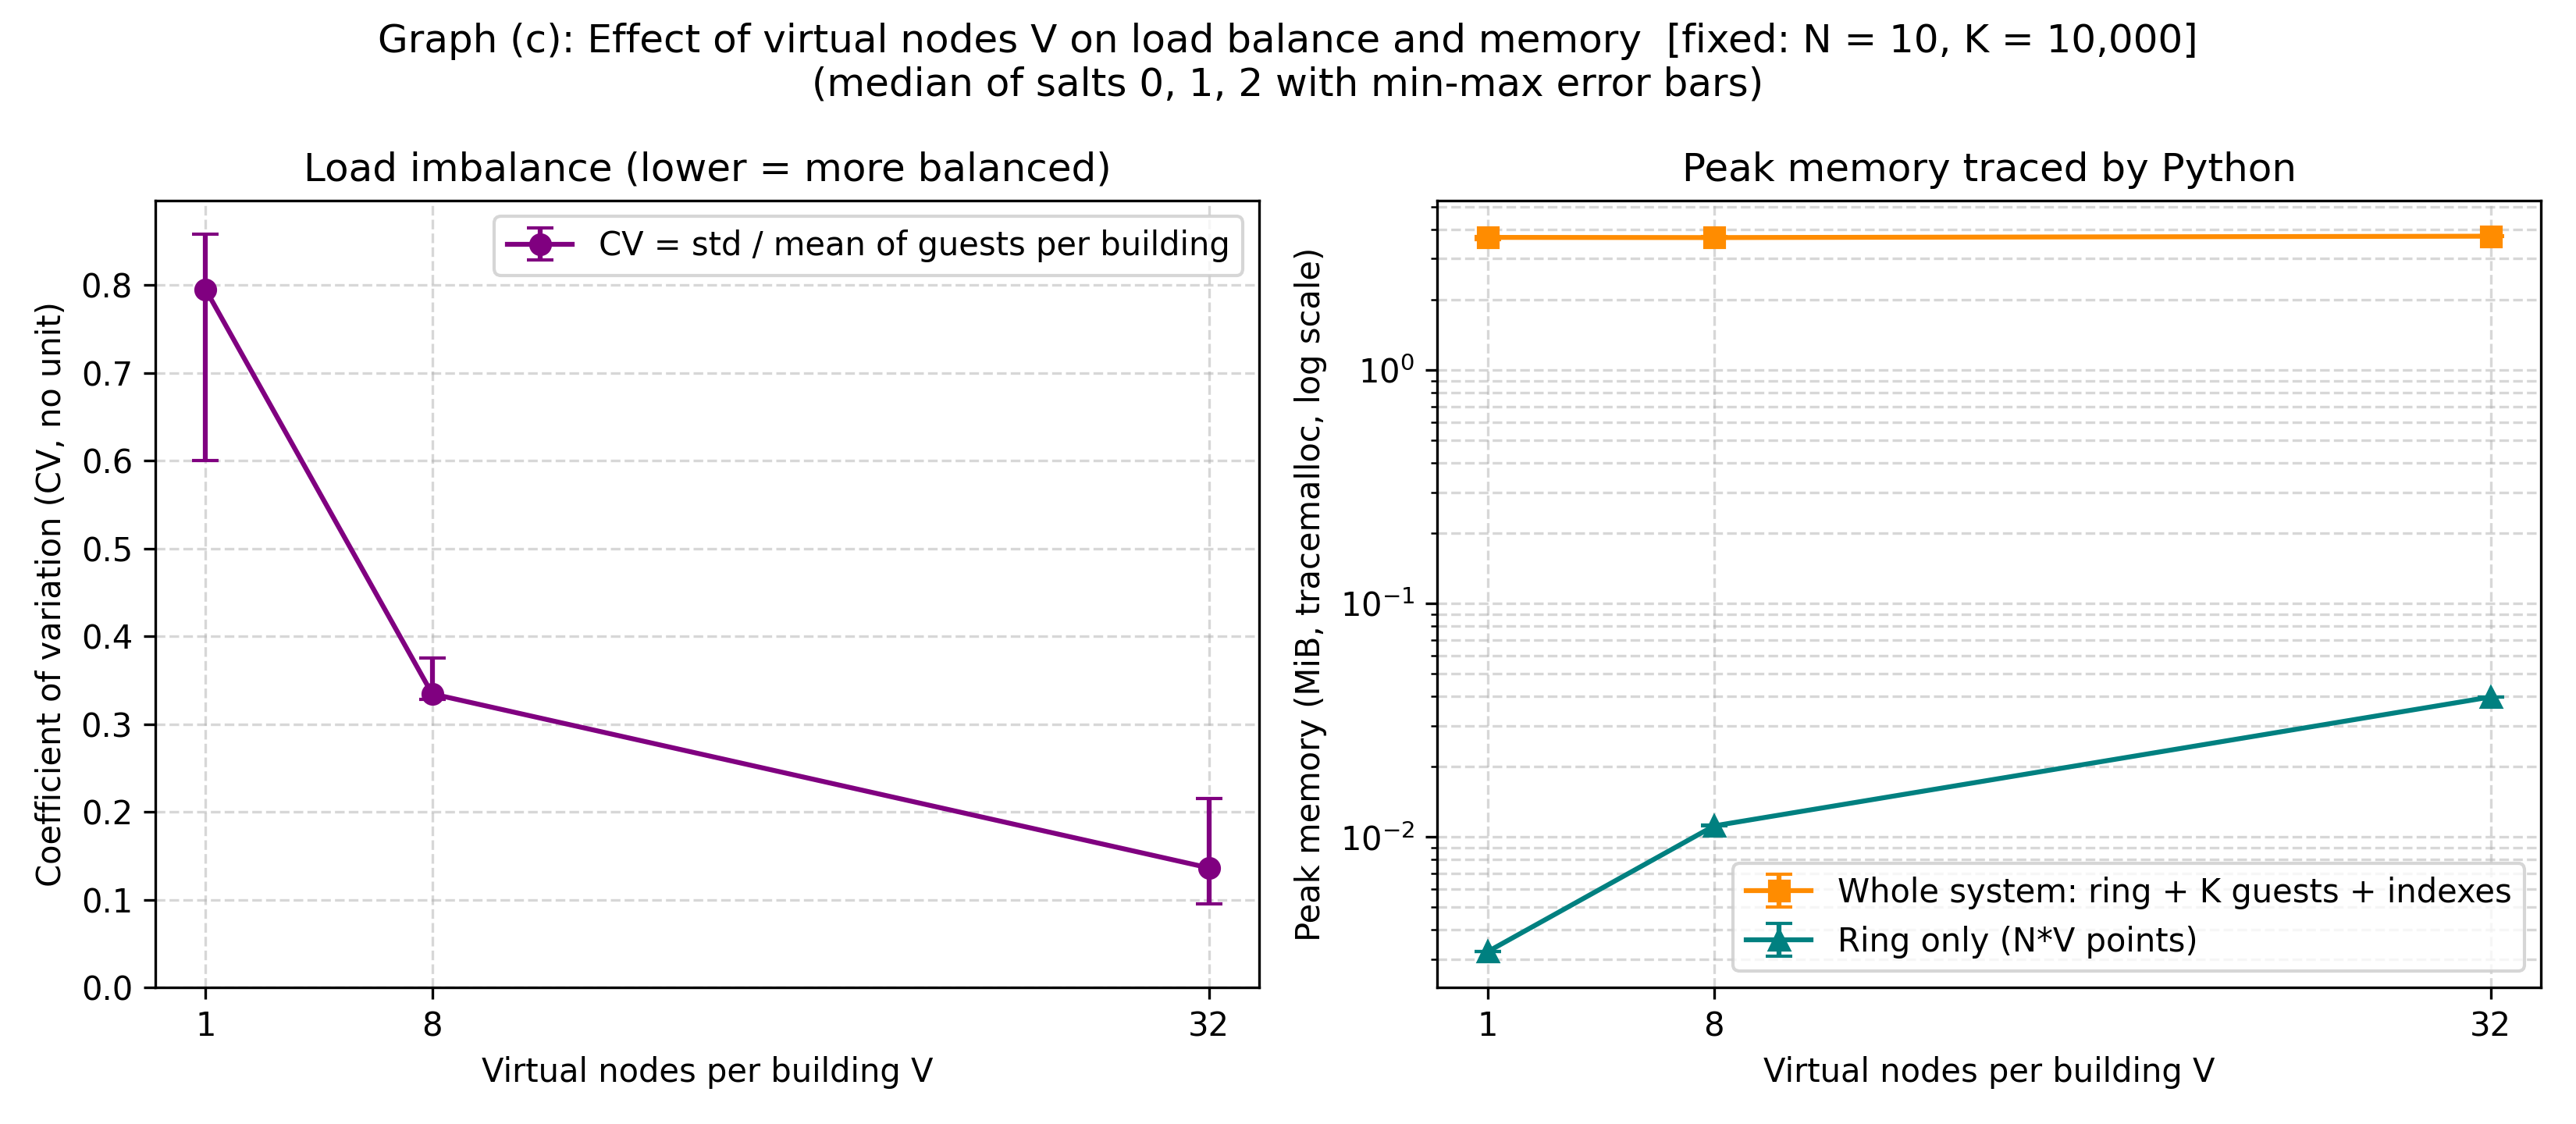 Graph (c): Effect of virtual nodes V on load balance and memory  [fixed: N = 10, K = 10,000]
(median of salts 0, 1, 2 with min-max error bars)
Load imbalance (lower = more balanced)
CV = std / mean of guests per building
Coefficient of variation (CV, no unit)
0.8
0.7
0.6
0.5
0.4
0.3
0.2
0.1
0.0
1
8
32
Virtual nodes per building V
Peak memory traced by Python
Peak memory (MiB, tracemalloc, log scale)
10⁰
10⁻¹
10⁻²
Whole system: ring + K guests + indexes
Ring only (N*V points)
1
8
32
Virtual nodes per building V